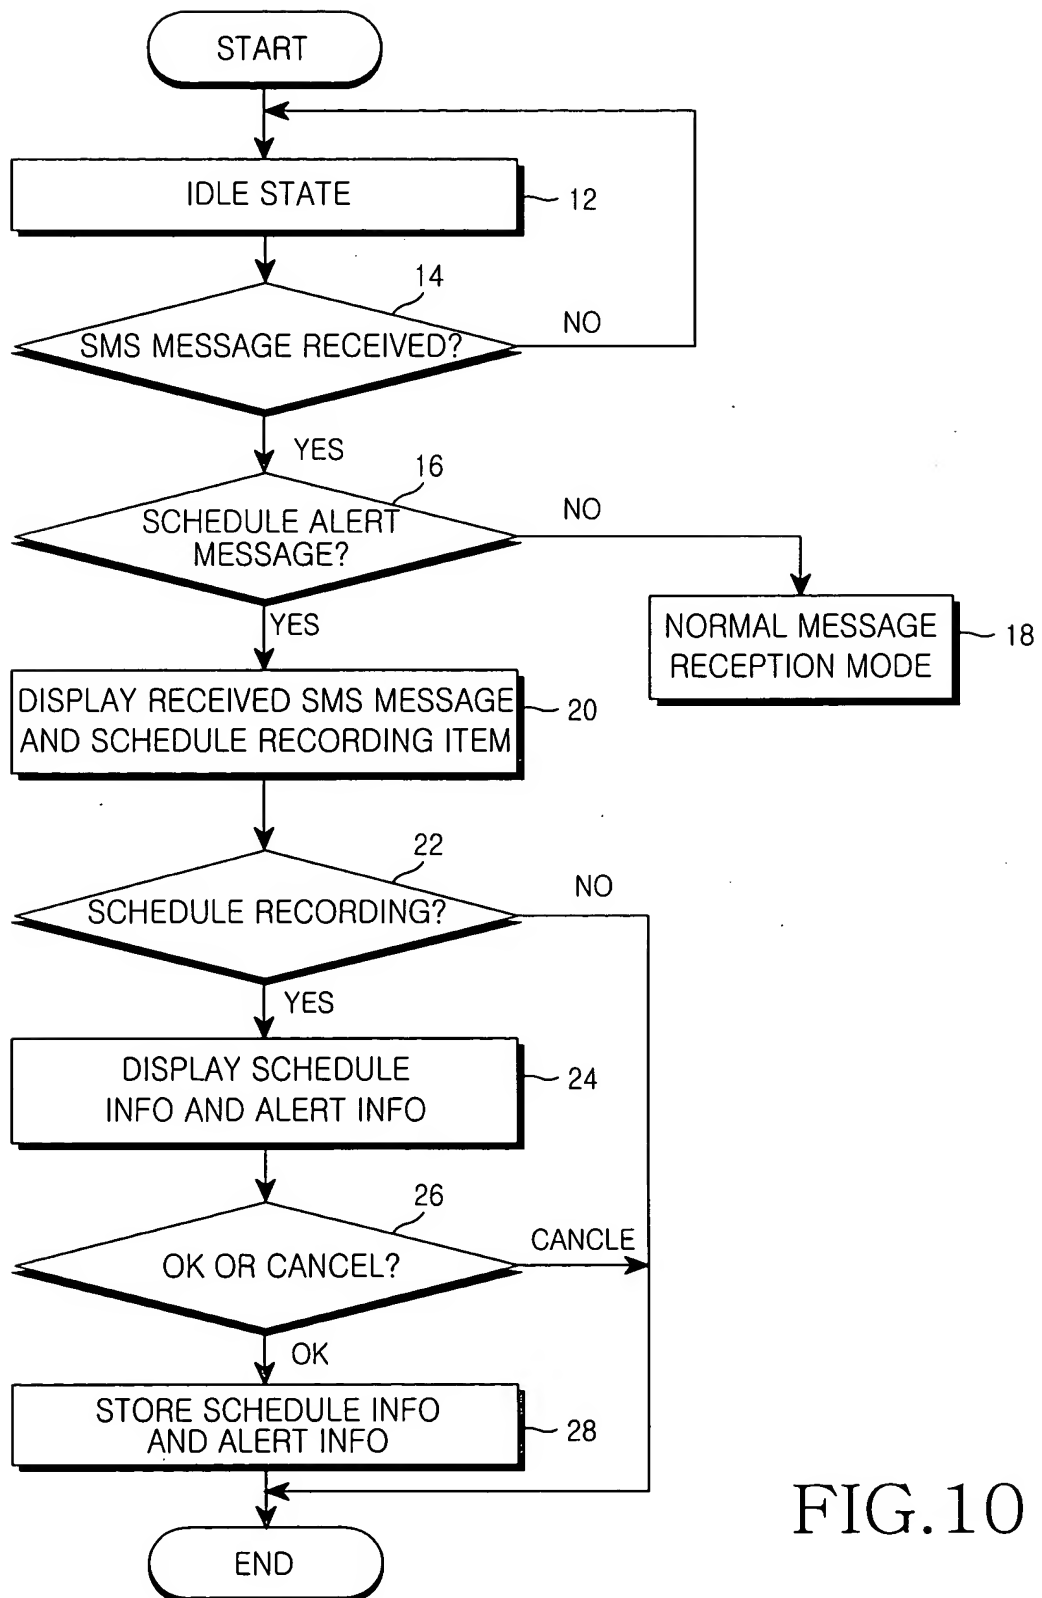 START
IDLE STATE
12
14
SMS MESSAGE RECEIVED?
NO
YES
16
SCHEDULE ALERT
MESSAGE?
NO
YES
NORMAL MESSAGE
RECEPTION MODE
18
DISPLAY RECEIVED SMS MESSAGE
AND SCHEDULE RECORDING ITEM
20
22
SCHEDULE RECORDING?
NO
YES
DISPLAY SCHEDULE
INFO AND ALERT INFO
24
26
OK OR CANCEL?
CANCLE
OK
STORE SCHEDULE INFO
AND ALERT INFO
28
END
FIG.10